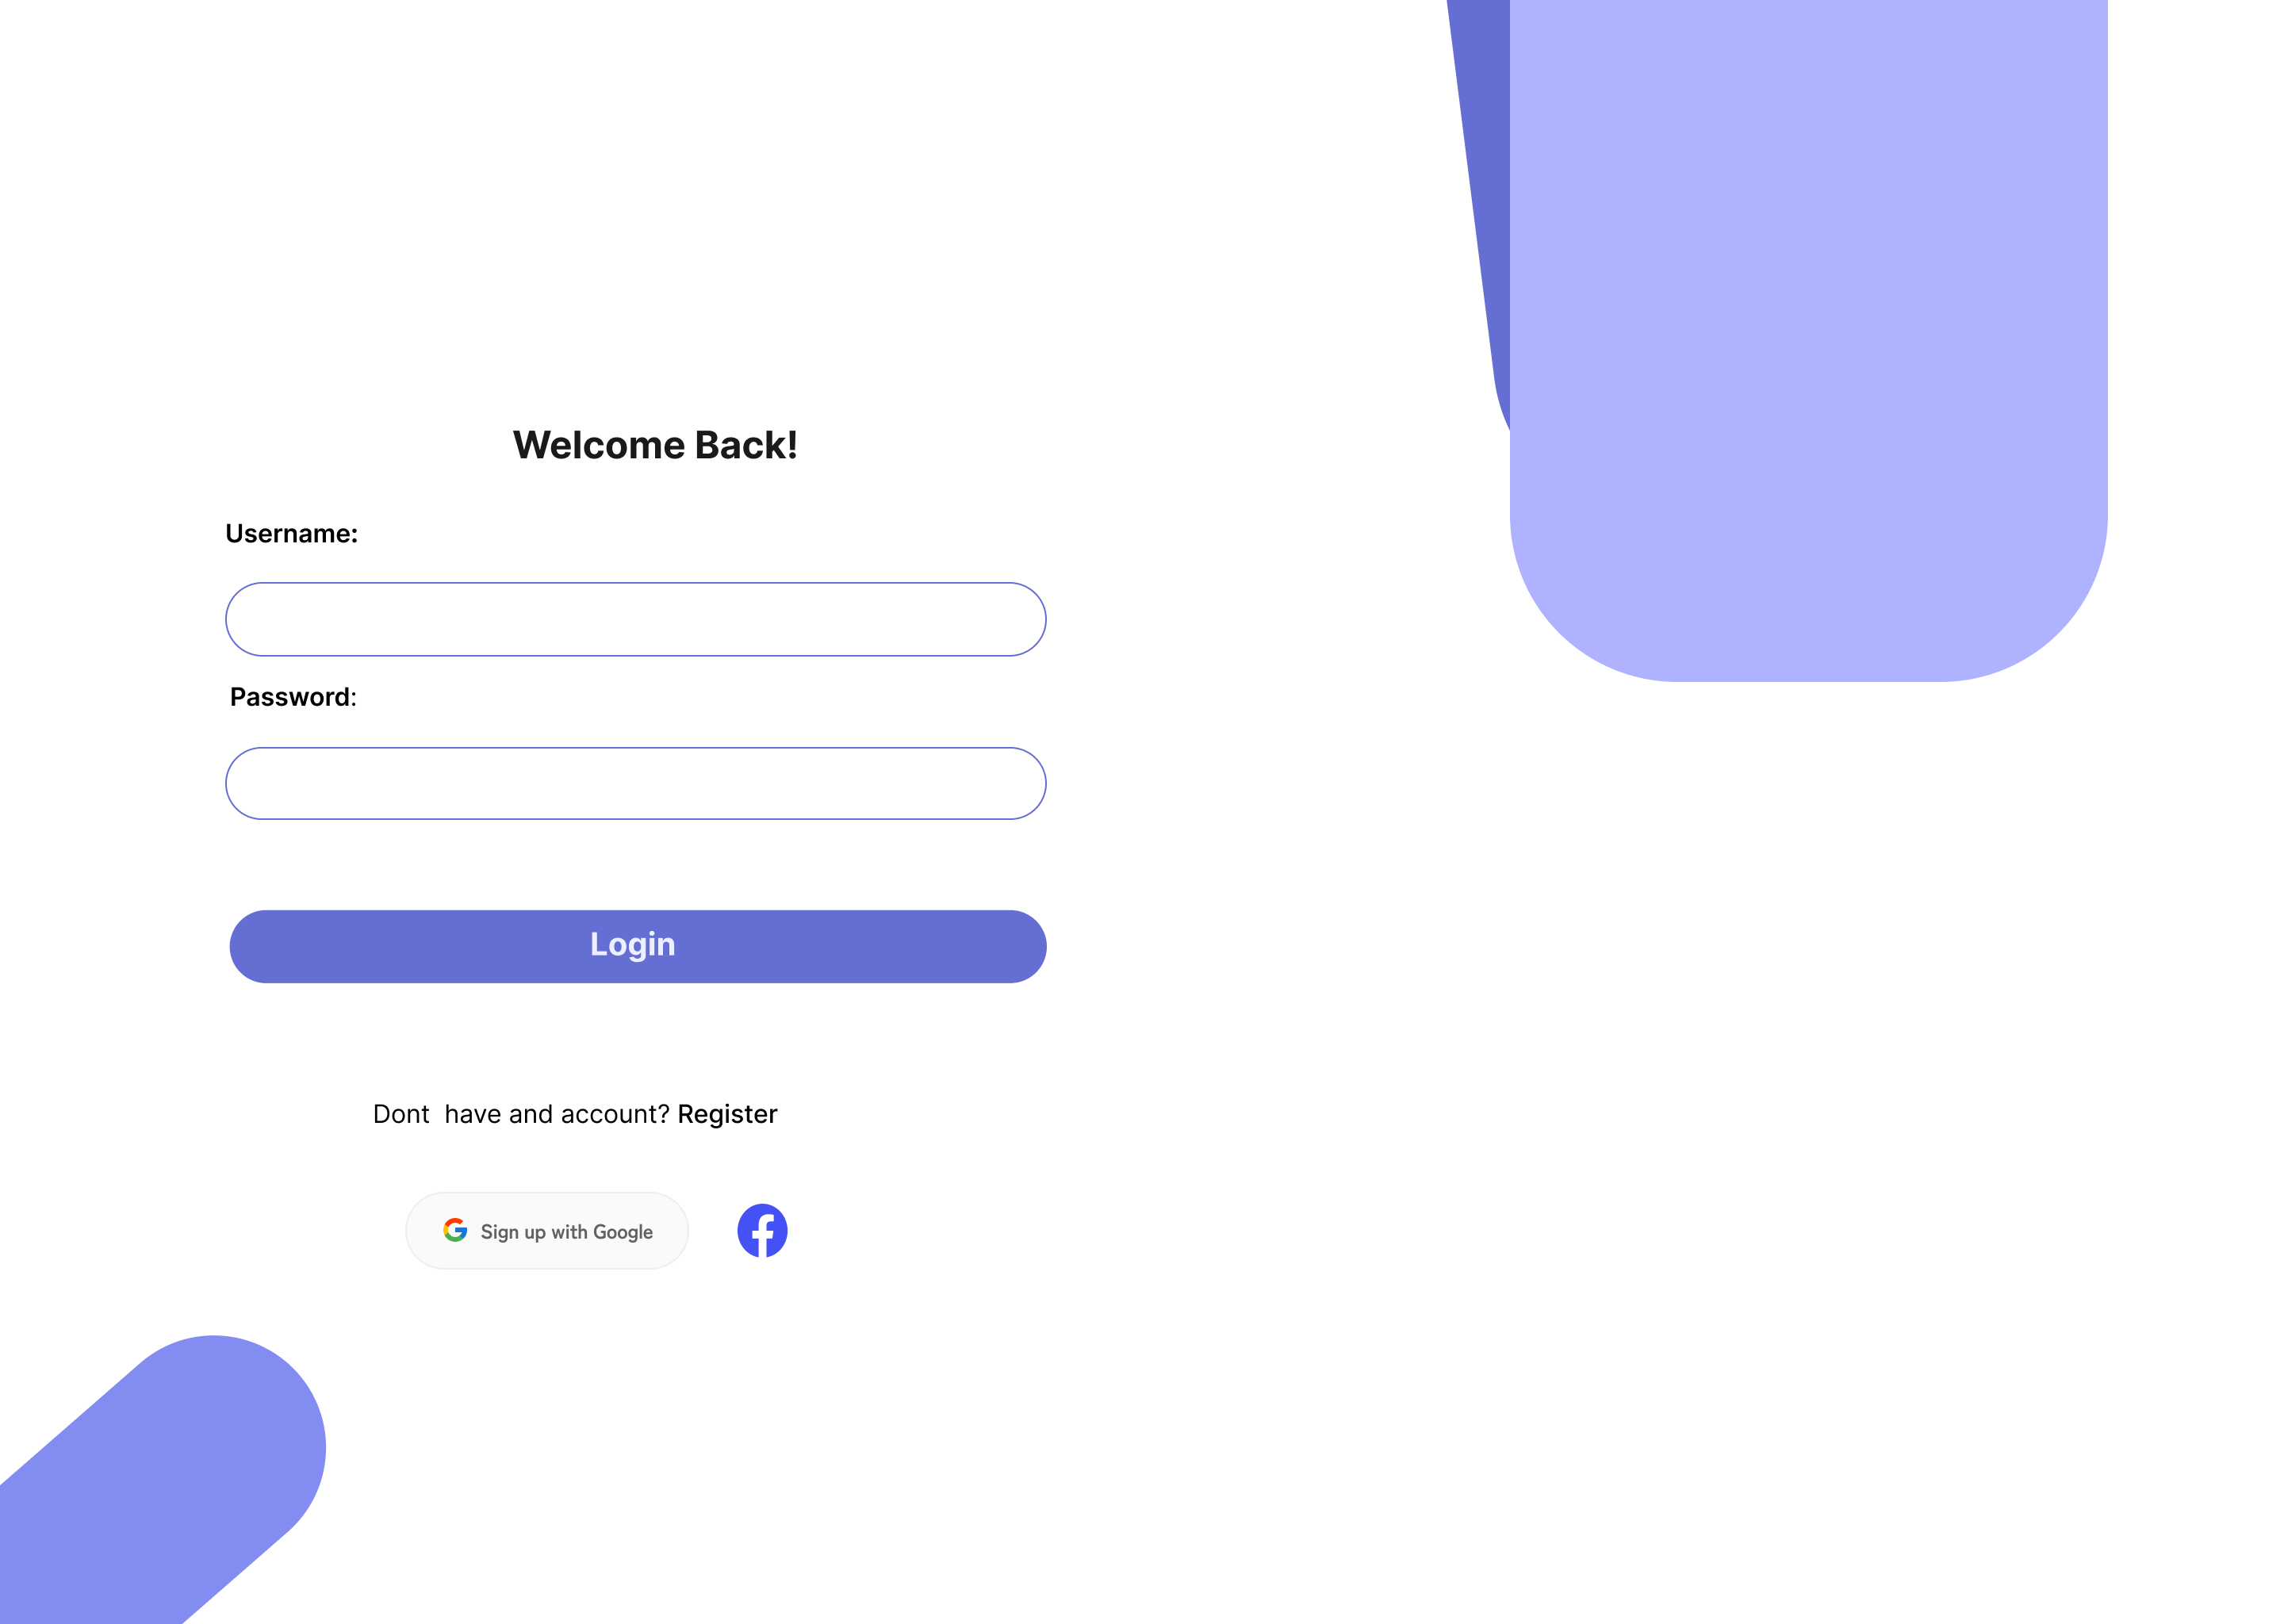 Welcome Back!
Username:
Password:
Login
Dont  have and account? Register
Sign up with Google